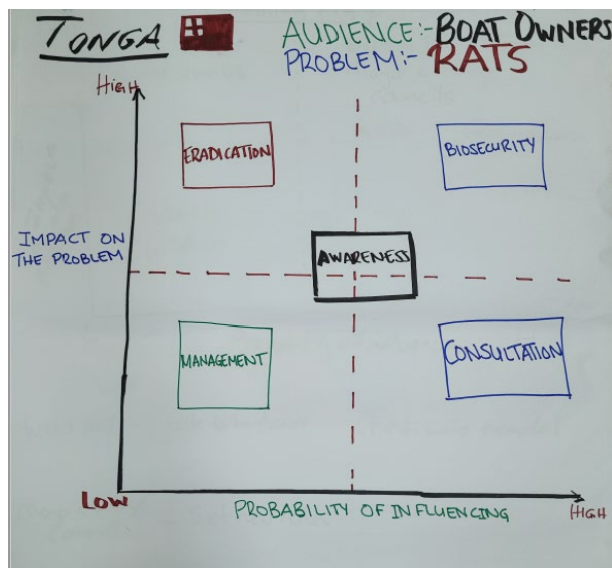 TONGA
AUDIENCE:- BOAT OWNERS
PROBLEM:- RATS
HIGH
ERADICATION
BIOSECURITY
IMPACT ON
THE PROBLEM
AWARENESS
MANAGEMENT
CONSULTATION
LOW
PROBABILITY OF INFLUENCING
HIGH